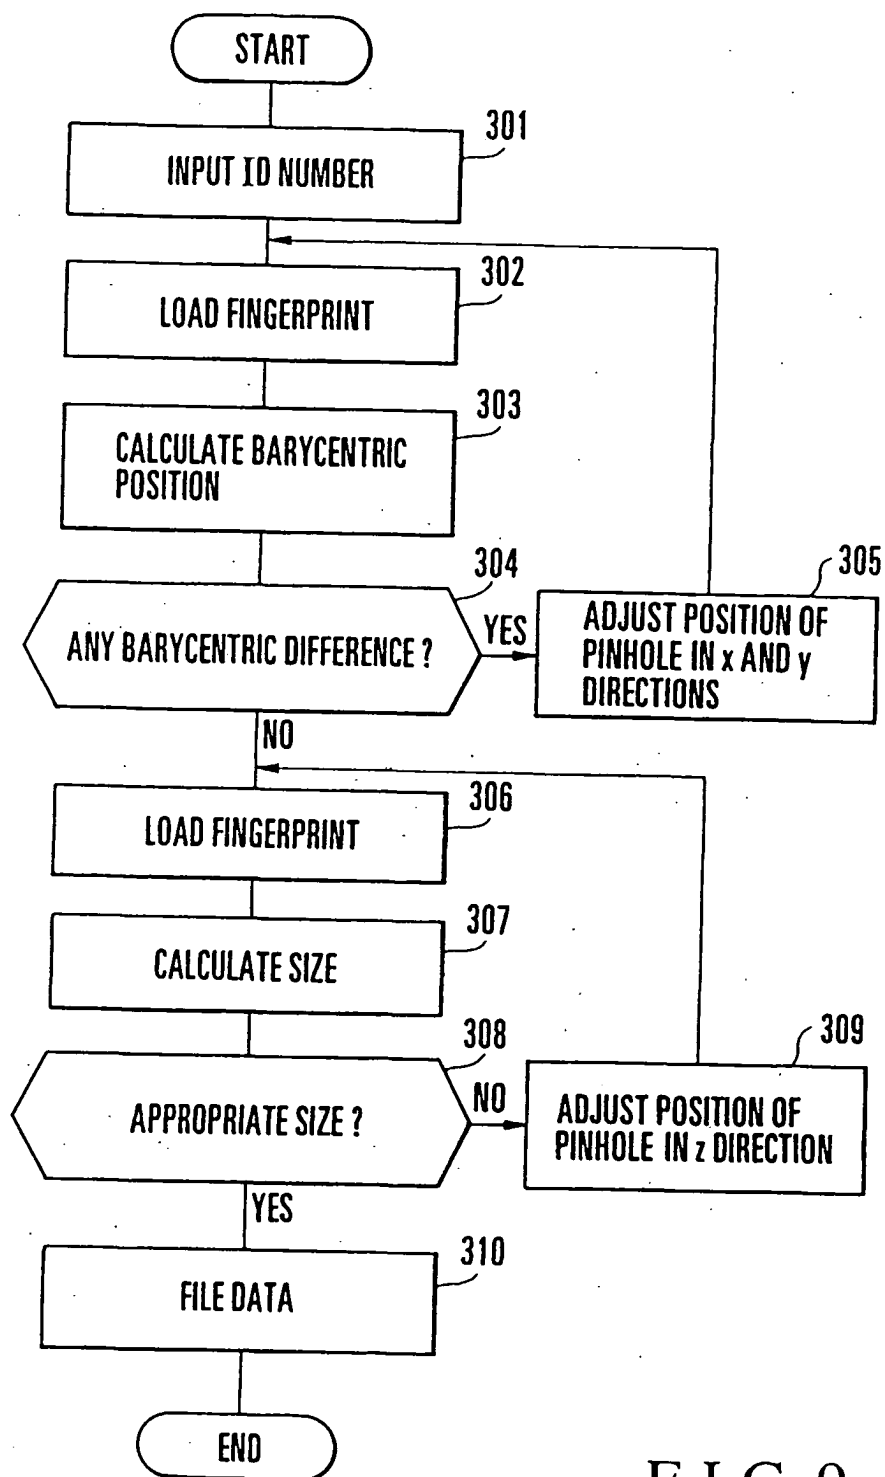 START
301
INPUT ID NUMBER
302
LOAD FINGERPRINT
303
CALCULATE BARYCENTRIC
POSITION
304
ANY BARYCENTRIC DIFFERENCE ?
YES
305
ADJUST POSITION OF
PINHOLE IN x AND y
DIRECTIONS
NO
306
LOAD FINGERPRINT
307
CALCULATE SIZE
308
APPROPRIATE SIZE ?
NO
309
ADJUST POSITION OF
PINHOLE IN z DIRECTION
YES
310
FILE DATA
END
FIG. 9